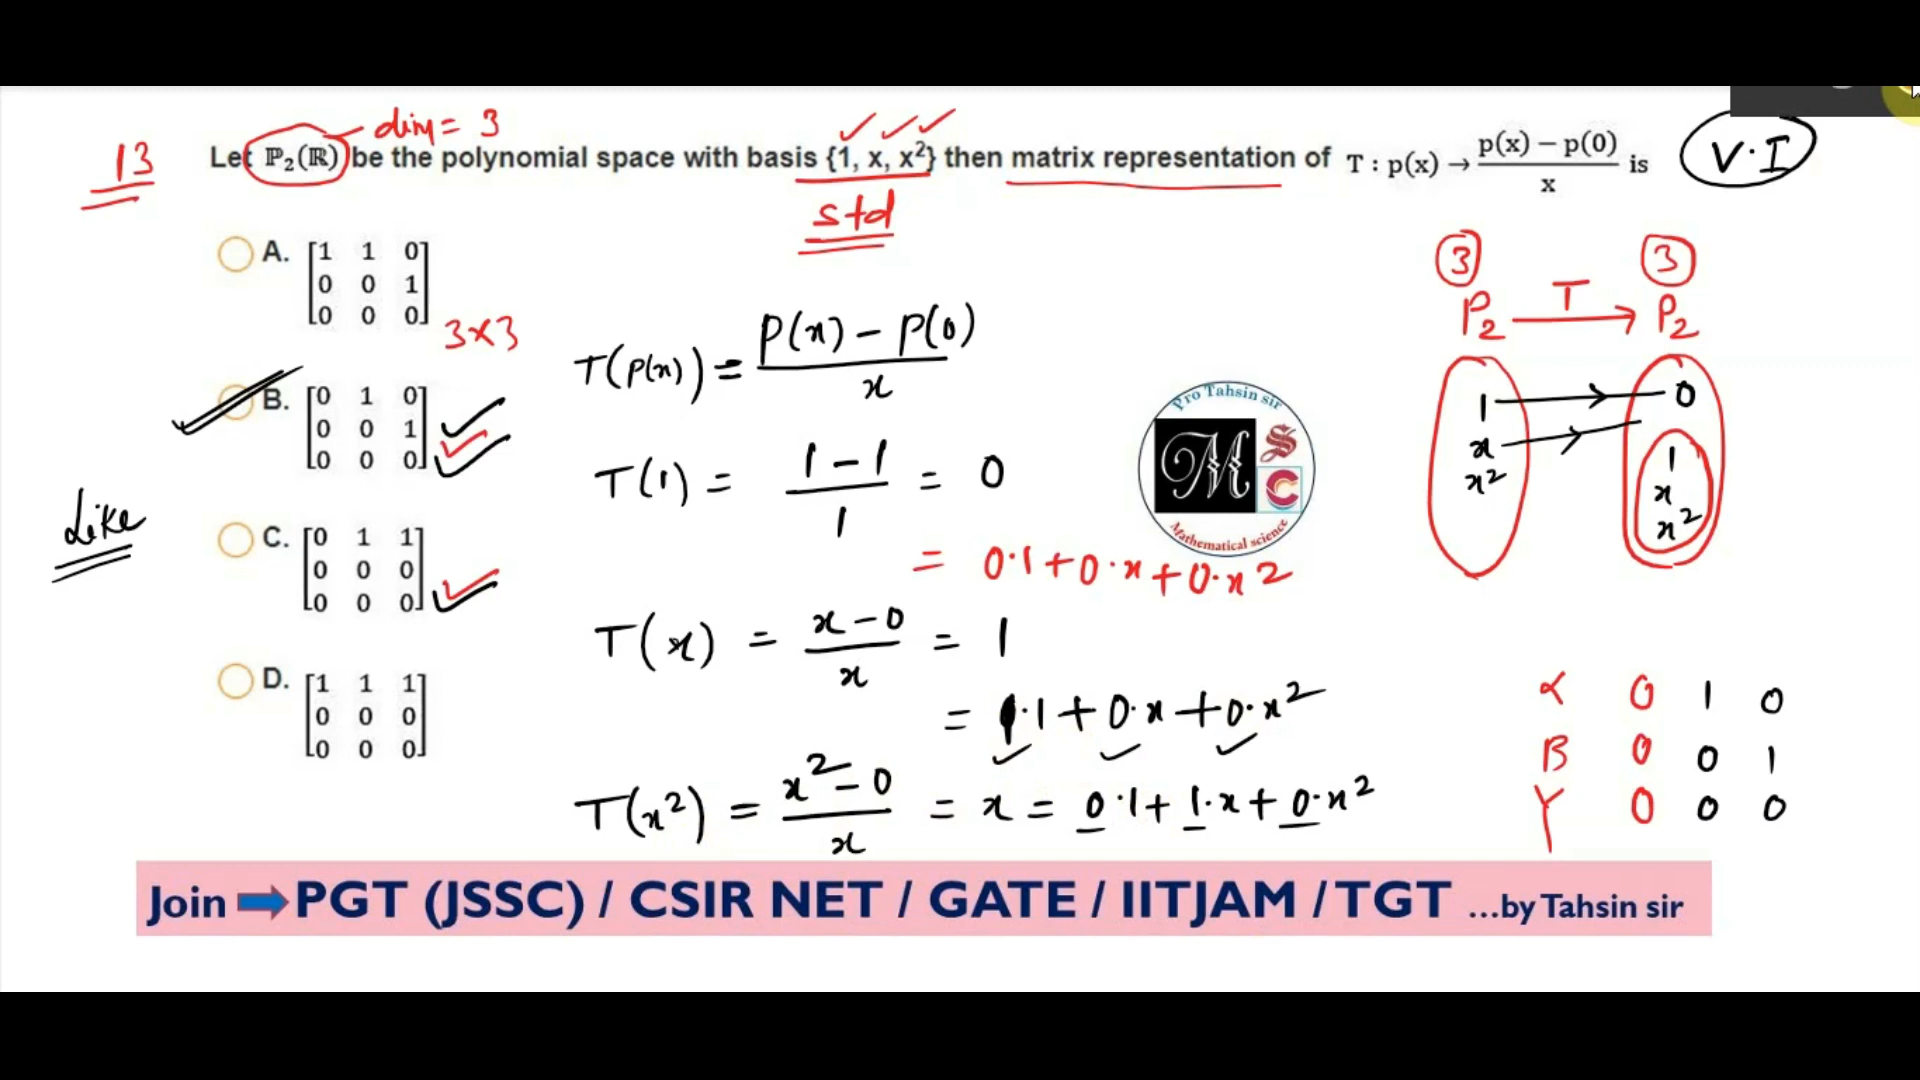 dim = 3
13
Let P₂(ℝ) be the polynomial space with basis {1, x, x²} then matrix representation of T : p(x) → p(x) − p(0) / x is
V.I
std
A. [1 1 0]
[0 0 1]
[0 0 0]
3×3
B. [0 1 0]
[0 0 1]
[0 0 0]
C. [0 1 1]
[0 0 0]
[0 0 0]
D. [1 1 1]
[0 0 0]
[0 0 0]
Like
T(P(x)) = P(x) − P(0) / x
T(1) = 1 − 1 / 1 = 0
= 0·1 + 0·x + 0·x²
T(x) = x − 0 / x = 1
= 1·1 + 0·x + 0·x²
T(x²) = x² − 0 / x = x = 0·1 + 1·x + 0·x²
Pro Tahsin sir
M S C
Mathematical science
3 3
P₂ T P₂
1 0
x
x²
1
x
x²
α 0 1 0
β 0 0 1
γ 0 0 0
Join PGT (JSSC) / CSIR NET / GATE / IITJAM / TGT ...by Tahsin sir